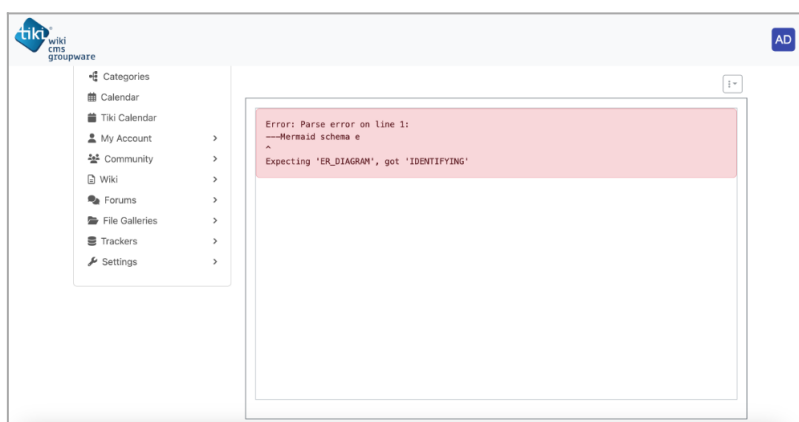 tiki
wiki
cms
groupware
AD
Categories
Calendar
Tiki Calendar
My Account
Community
Wiki
Forums
File Galleries
Trackers
Settings
Error: Parse error on line 1:
---Mermaid schema e
^
Expecting 'ER_DIAGRAM', got 'IDENTIFYING'